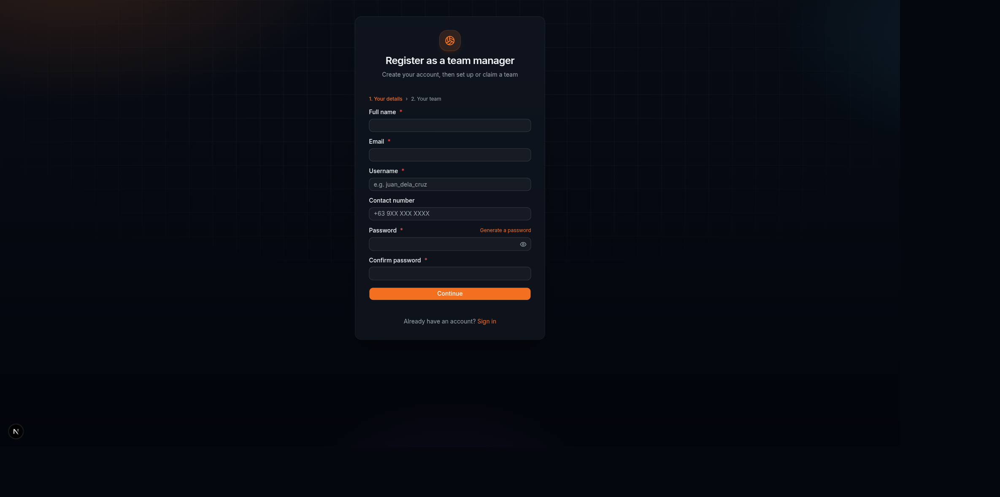 Register as a team manager
Create your account, then set up or claim a team
1. Your details › 2. Your team
Full name *
Email *
Username *
e.g. juan_dela_cruz
Contact number
+63 9XX XXX XXXX
Password * Generate a password
Confirm password *
Continue
Already have an account? Sign in
N